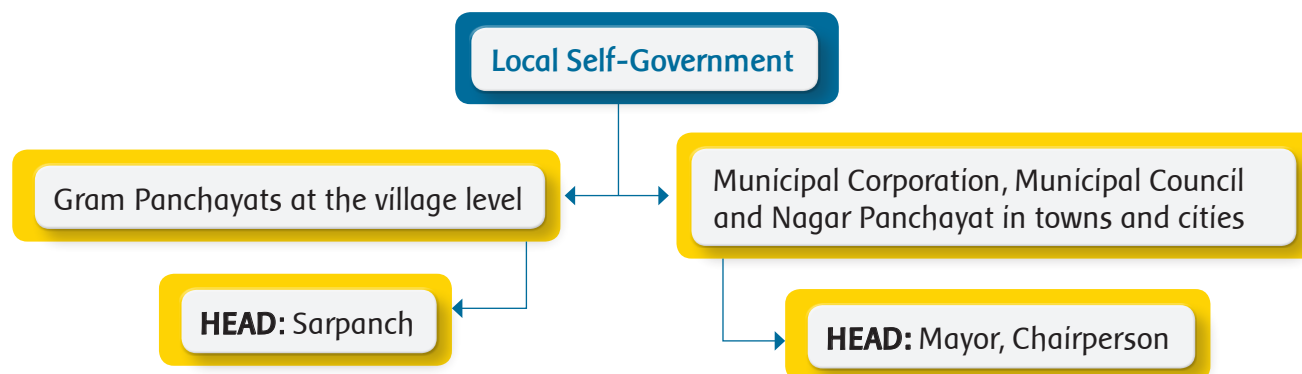 Local Self-Government
Gram Panchayats at the village level
Municipal Corporation, Municipal Council
and Nagar Panchayat in towns and cities
HEAD: Sarpanch
HEAD: Mayor, Chairperson